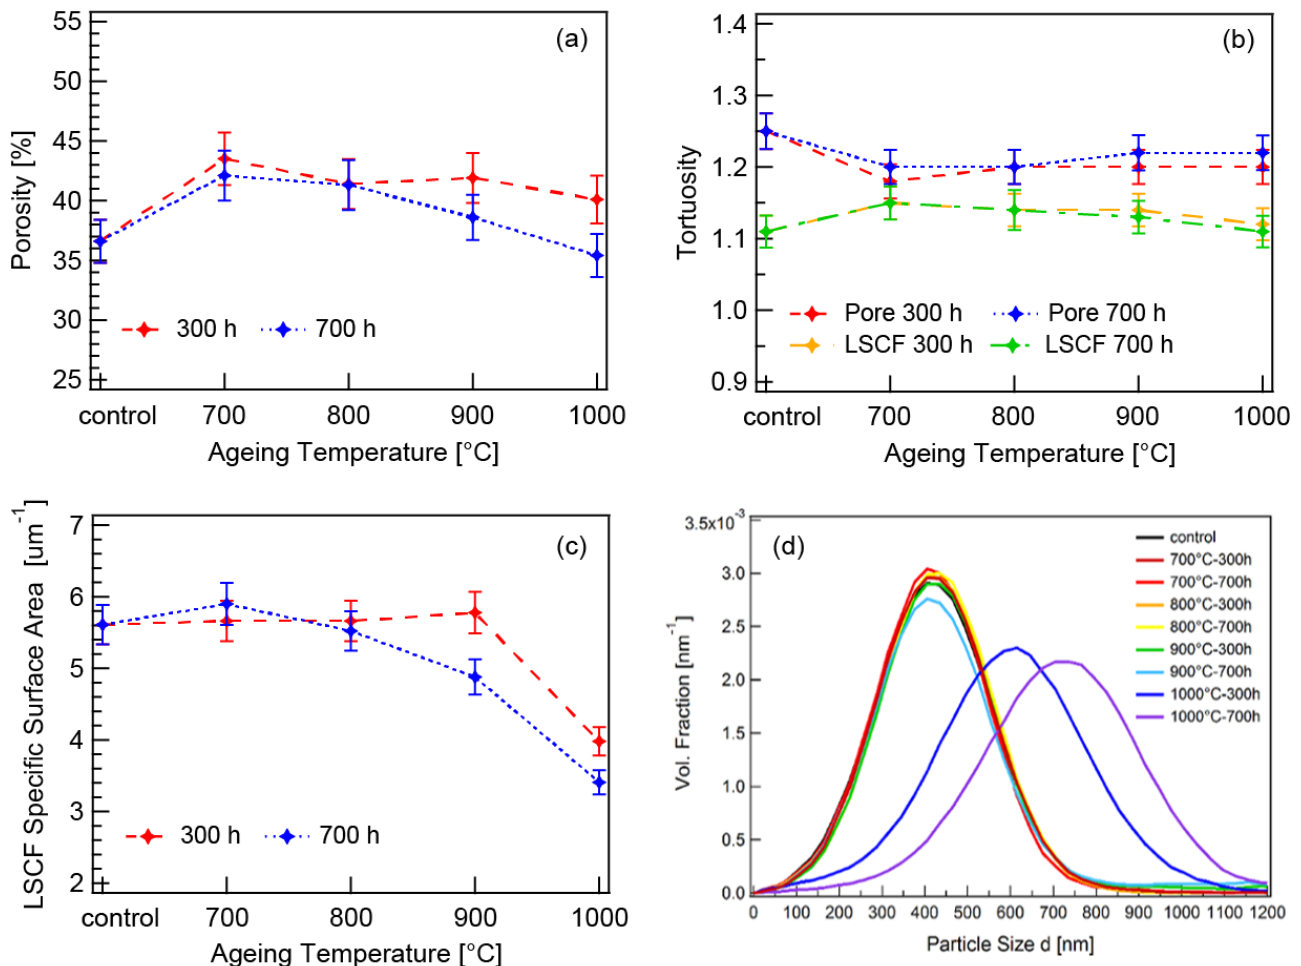 (a)
Porosity [%]
55
50
45
40
35
30
25
300 h
700 h
control
700
800
900
1000
Ageing Temperature [°C]
(b)
Tortuosity
1.4
1.3
1.2
1.1
1.0
0.9
Pore 300 h
Pore 700 h
LSCF 300 h
LSCF 700 h
control
700
800
900
1000
Ageing Temperature [°C]
(c)
LSCF Specific Surface Area [um⁻¹]
7
6
5
4
3
2
300 h
700 h
control
700
800
900
1000
Ageing Temperature [°C]
(d)
Vol. Fraction [nm⁻¹]
3.5x10⁻³
3.0
2.5
2.0
1.5
1.0
0.5
0.0
control
700°C-300h
700°C-700h
800°C-300h
800°C-700h
900°C-300h
900°C-700h
1000°C-300h
1000°C-700h
0
100
200
300
400
500
600
700
800
900
1000
1100
1200
Particle Size d [nm]